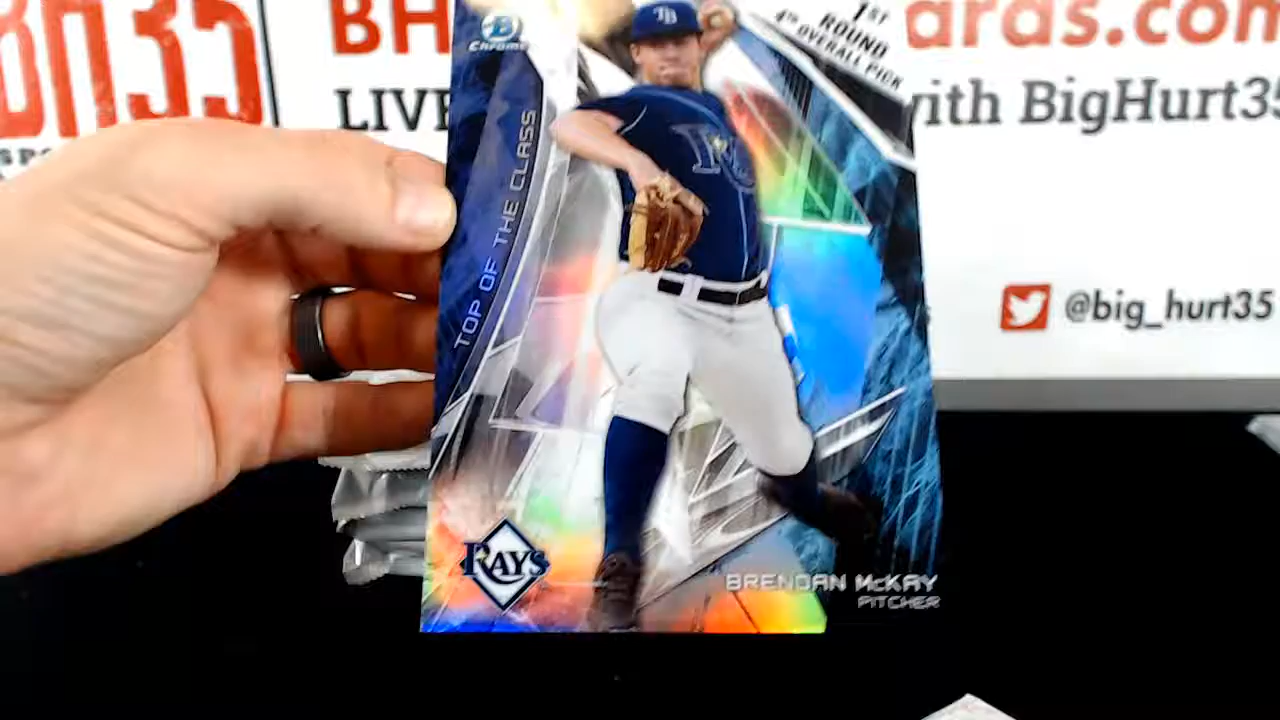 BH35
BH
ards.com
LIVE
with BigHurt35
@big_hurt35
B
CHROME
TB
1ST
ROUND
4TH OVERALL PICK
TOP OF THE CLASS
RAYS
BRENDAN McKAY
PITCHER